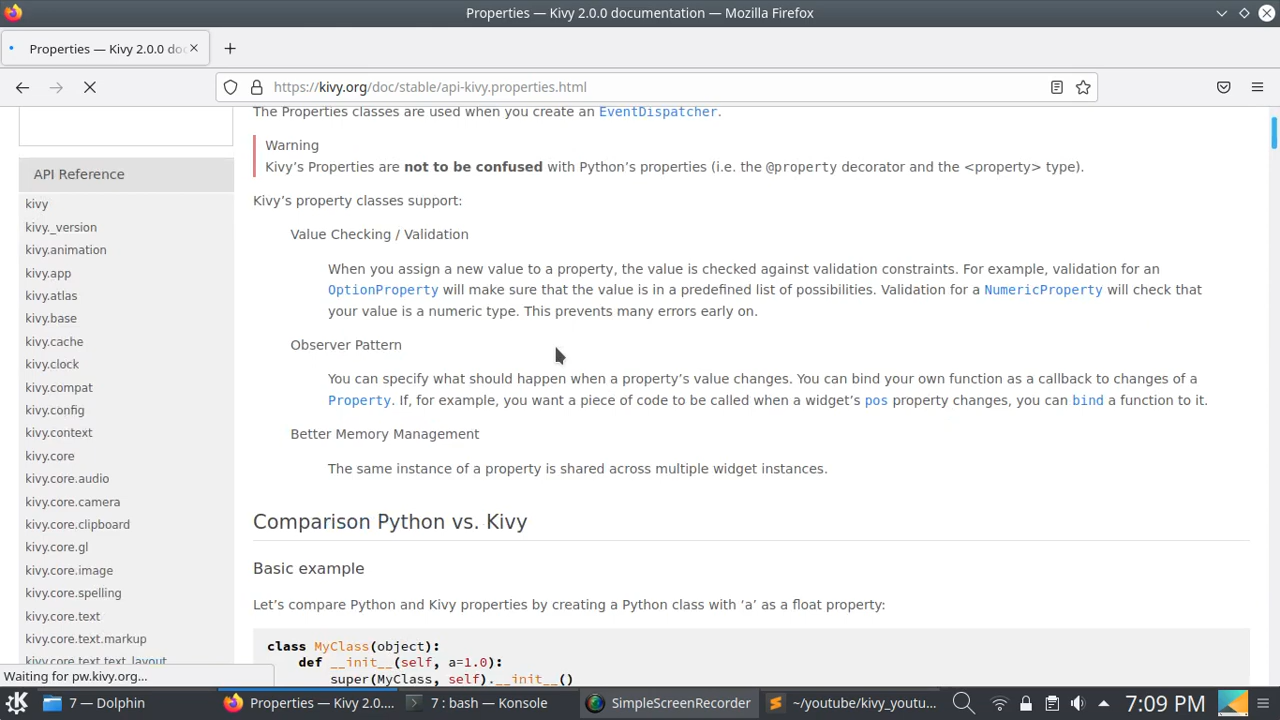 Properties — Kivy 2.0.0 documentation — Mozilla Firefox
Properties — Kivy 2.0.0 doc
https://kivy.org/doc/stable/api-kivy.properties.html
The Properties classes are used when you create an EventDispatcher.
Warning
Kivy’s Properties are not to be confused with Python’s properties (i.e. the @property decorator and the <property> type).
Kivy’s property classes support:
Value Checking / Validation
When you assign a new value to a property, the value is checked against validation constraints. For example, validation for an
OptionProperty will make sure that the value is in a predefined list of possibilities. Validation for a NumericProperty will check that
your value is a numeric type. This prevents many errors early on.
Observer Pattern
You can specify what should happen when a property’s value changes. You can bind your own function as a callback to changes of a
Property. If, for example, you want a piece of code to be called when a widget’s pos property changes, you can bind a function to it.
Better Memory Management
The same instance of a property is shared across multiple widget instances.
Comparison Python vs. Kivy
Basic example
Let’s compare Python and Kivy properties by creating a Python class with ‘a’ as a float property:
class MyClass(object):
def __init__(self, a=1.0):
super(MyClass, self).__init__()
API Reference
kivy
kivy._version
kivy.animation
kivy.app
kivy.atlas
kivy.base
kivy.cache
kivy.clock
kivy.compat
kivy.config
kivy.context
kivy.core
kivy.core.audio
kivy.core.camera
kivy.core.clipboard
kivy.core.gl
kivy.core.image
kivy.core.spelling
kivy.core.text
kivy.core.text.markup
kivy.core.text.text_layout
Waiting for pw.kivy.org...
7 — Dolphin
Properties — Kivy 2.0....
7 : bash — Konsole
SimpleScreenRecorder
~/youtube/kivy_youtu...
7:09 PM